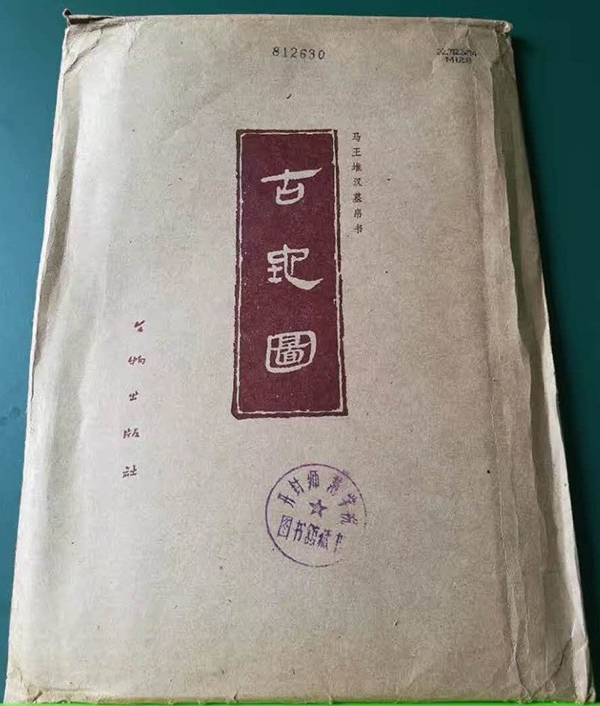 812630
马王堆汉墓帛书
古地圖
文物出版社
开封师范学院
图书馆藏书